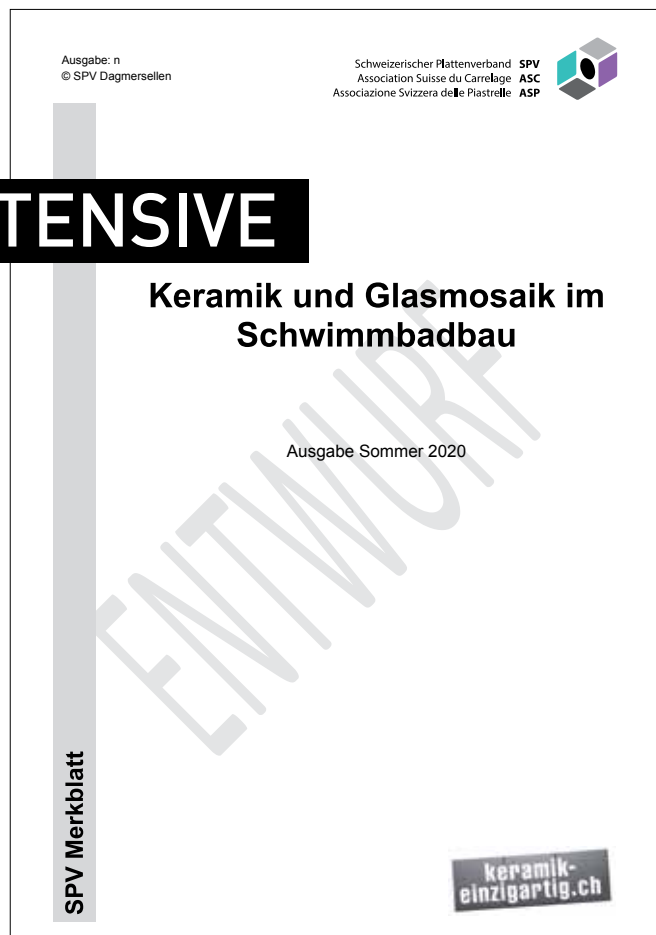 Ausgabe: n
© SPV Dagmersellen
Schweizerischer Plattenverband SPV
Association Suisse du Carrelage ASC
Associazione Svizzera delle Piastrelle ASP
TENSIVE
Keramik und Glasmosaik im
Schwimmbadbau
Ausgabe Sommer 2020
ENTWURF
SPV Merkblatt
keramik-
einzigartig.ch